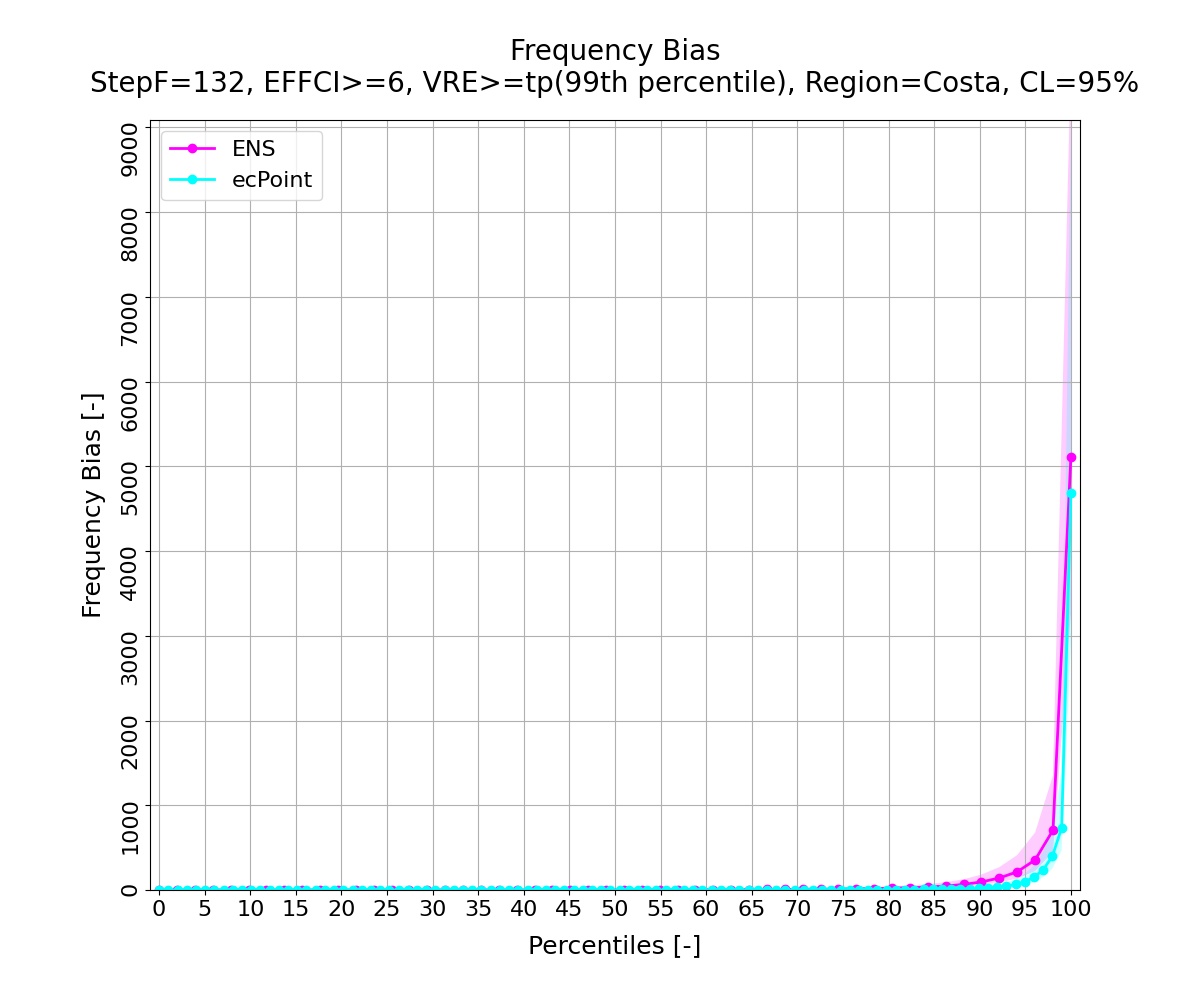 Frequency Bias
StepF=132, EFFCI>=6, VRE>=tp(99th percentile), Region=Costa, CL=95%
ENS
ecPoint
Frequency Bias [-]
9000
8000
7000
6000
5000
4000
3000
2000
1000
0
0 5 10 15 20 25 30 35 40 45 50 55 60 65 70 75 80 85 90 95 100
Percentiles [-]